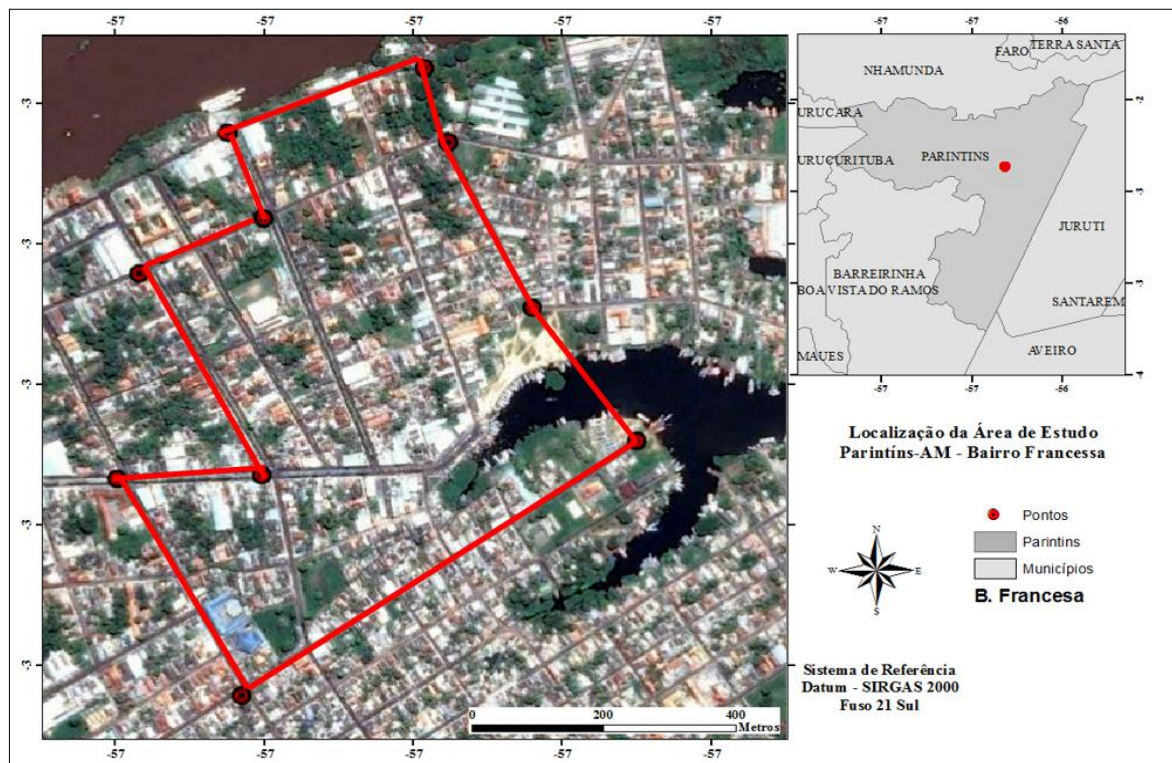 -57 -57 -57 -57 -57
-3
-3
-3
-3
-3
0 200 400
Metros
-57 -57 -57 -57 -57
-57 -57 -56
FARO
TERRA SANTA
NHAMUNDA
URUCARA
URUCURITUBA
PARINTINS
JURUTI
BARREIRINHA
BOA VISTA DO RAMOS
SANTAREM
MAUES
AVEIRO
-2
-3
-3
-4
-57 -57 -56
Localização da Área de Estudo
Parintíns-AM - Bairro Francessa
N
W E
S
Pontos
Parintins
Municípios
B. Francesa
Sistema de Referência
Datum - SIRGAS 2000
Fuso 21 Sul